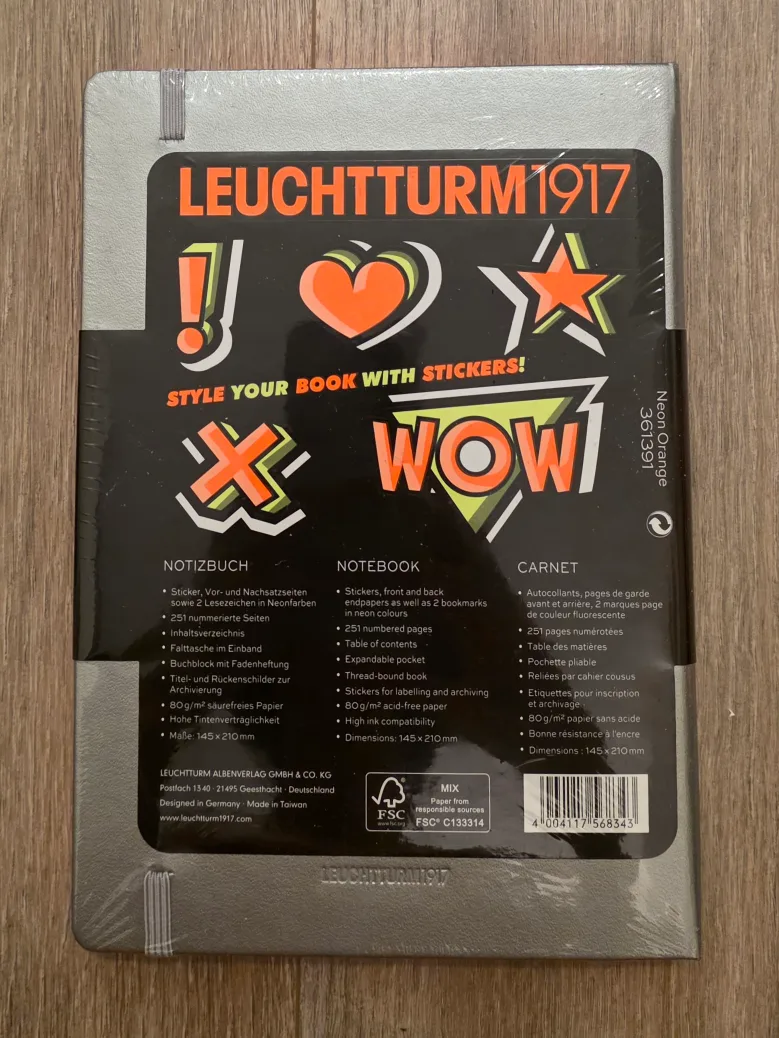 LEUCHTTURM1917
!
STYLE YOUR BOOK WITH STICKERS!
X
WOW
Neon Orange
361391
NOTIZBUCH
• Sticker, Vor- und Nachsatzseiten
sowie 2 Lesezeichen in Neonfarben
• 251 nummerierte Seiten
• Inhaltsverzeichnis
• Falttasche im Einband
• Buchblock mit Fadenheftung
• Titel- und Rückenschilder zur
Archivierung
• 80g/m² säurefreies Papier
• Hohe Tintenverträglichkeit
• Maße: 145 x 210 mm
NOTEBOOK
• Stickers, front and back
endpapers as well as 2 bookmarks
in neon colours
• 251 numbered pages
• Table of contents
• Expandable pocket
• Thread-bound book
• Stickers for labelling and archiving
• 80g/m² acid-free paper
• High ink compatibility
• Dimensions: 145 x 210 mm
CARNET
• Autocollants, pages de garde
avant et arrière, 2 marques page
de couleur fluorescente
• 251 pages numérotées
• Table des matières
• Pochette pliable
• Reliées par cahier cousus
• Etiquettes pour inscription
et archivage
• 80g/m² papier sans acide
• Bonne résistance à l'encre
• Dimensions : 145 x 210 mm
LEUCHTTURM ALBENVERLAG GMBH & CO. KG
Postfach 1340 · 21495 Geesthacht · Deutschland
Designed in Germany · Made in Taiwan
www.leuchtturm1917.com
FSC
www.fsc.org
MIX
Paper from
responsible sources
FSC® C133314
4 004117 568343
LEUCHTTURM1917